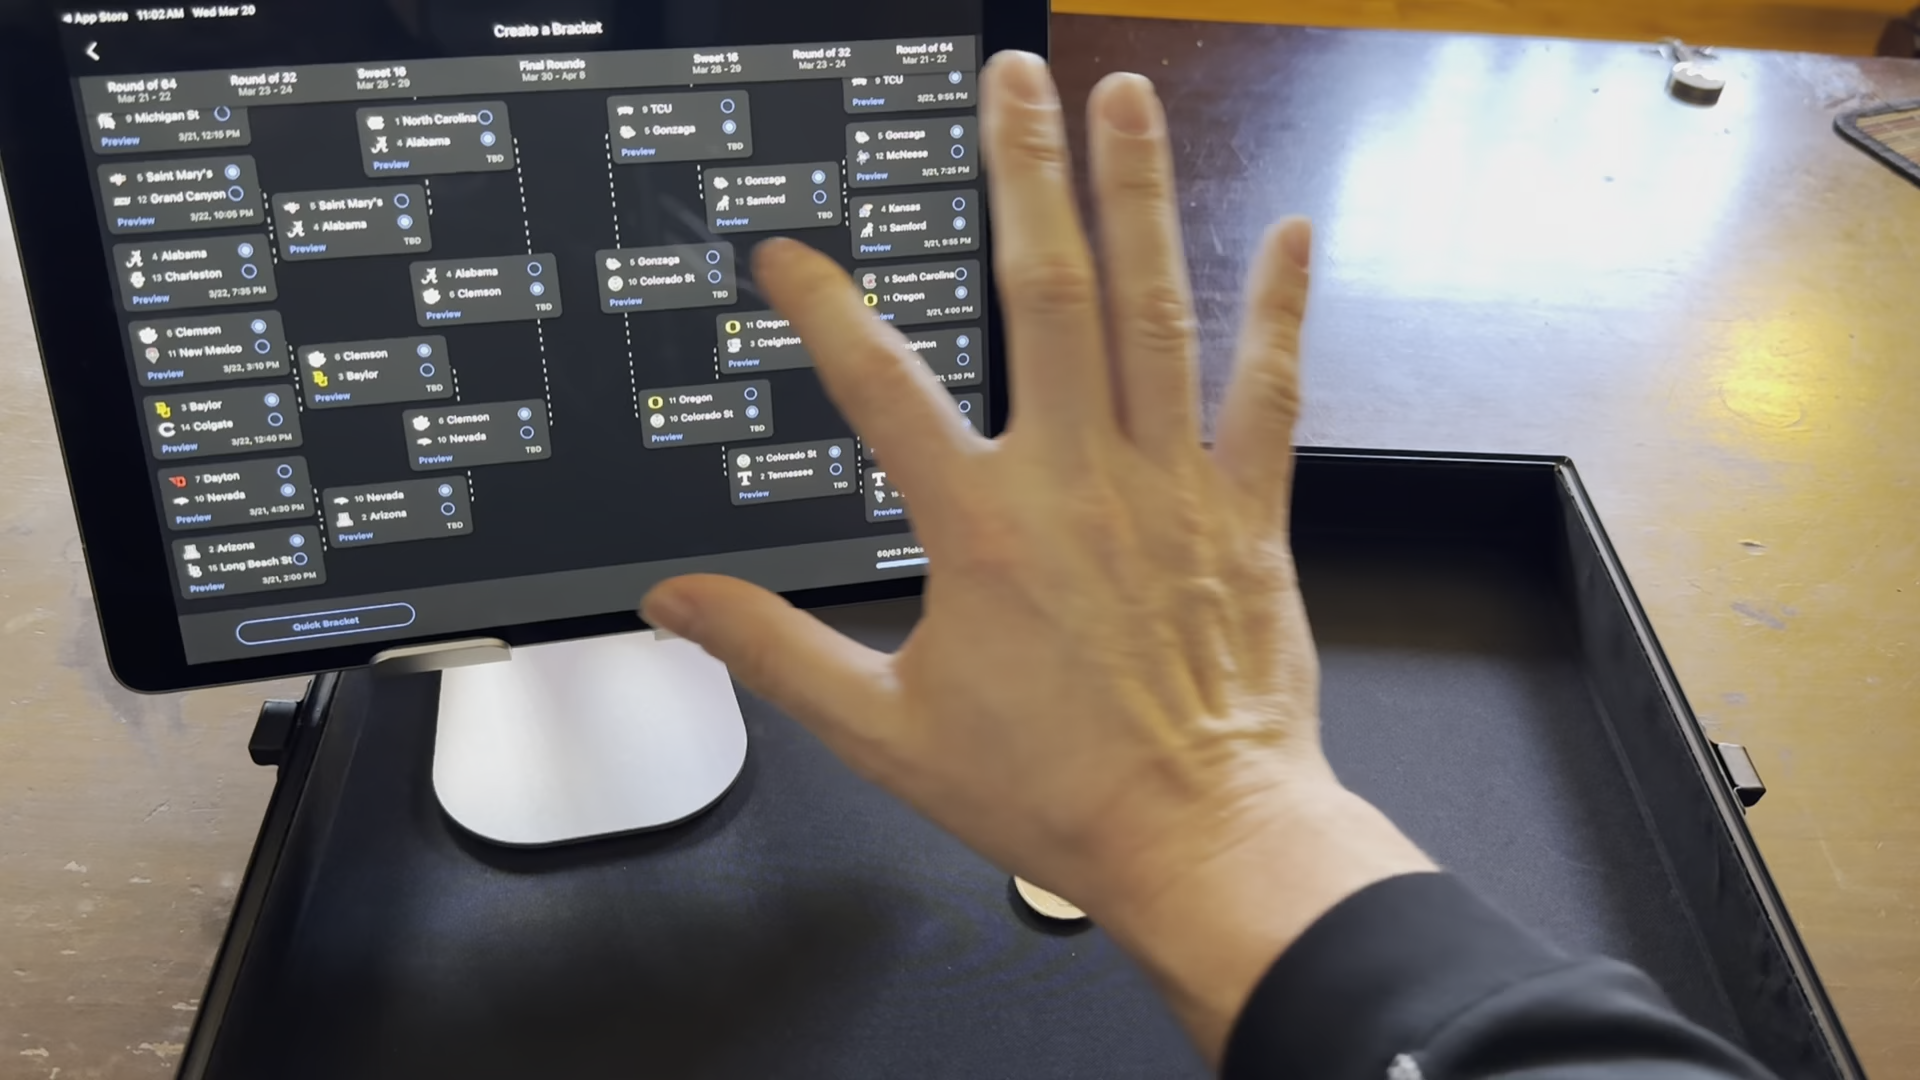 App Store 11:02 AM Wed Mar 20
Create a Bracket
Round of 64
Mar 21 - 22
Round of 32
Mar 23 - 24
Sweet 16
Mar 28 - 29
Final Rounds
Mar 30 - Apr 8
Sweet 16
Mar 28 - 29
Round of 32
Mar 23 - 24
Round of 64
Mar 21 - 22
9 Michigan St
Preview 3/21, 12:15 PM
5 Saint Mary's
12 Grand Canyon
Preview 3/22, 10:05 PM
4 Alabama
13 Charleston
Preview 3/22, 7:35 PM
6 Clemson
11 New Mexico
Preview 3/22, 3:10 PM
3 Baylor
14 Colgate
Preview 3/22, 12:40 PM
7 Dayton
10 Nevada
Preview 3/21, 4:30 PM
2 Arizona
15 Long Beach St
Preview 3/21, 2:00 PM
5 Saint Mary's
4 Alabama
Preview TBD
6 Clemson
3 Baylor
Preview TBD
10 Nevada
2 Arizona
Preview TBD
1 North Carolina
4 Alabama
Preview TBD
4 Alabama
6 Clemson
Preview TBD
6 Clemson
10 Nevada
Preview TBD
9 TCU
5 Gonzaga
Preview TBD
5 Gonzaga
10 Colorado St
Preview TBD
11 Oregon
10 Colorado St
Preview TBD
5 Gonzaga
13 Samford
Preview TBD
11 Oregon
3 Creighton
Preview
10 Colorado St
2 Tennessee
Preview TBD
9 TCU
Preview 3/22, 9:55 PM
5 Gonzaga
12 McNeese
Preview 3/21, 7:25 PM
4 Kansas
13 Samford
Preview 3/21, 9:55 PM
6 South Carolina
11 Oregon
3/21, 4:00 PM
1:30 PM
Preview
60/63 Picks
Quick Bracket